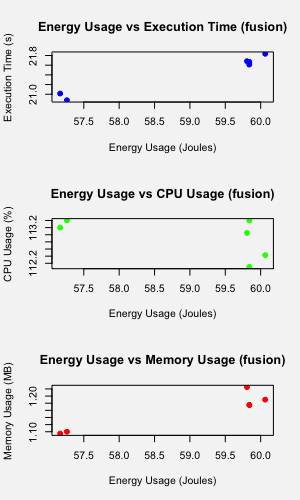 Energy Usage vs Execution Time (fusion)
Execution Time (s)
21.8
21.0
57.5 58.0 58.5 59.0 59.5 60.0
Energy Usage (Joules)
Energy Usage vs CPU Usage (fusion)
CPU Usage (%)
113.2
112.2
57.5 58.0 58.5 59.0 59.5 60.0
Energy Usage (Joules)
Energy Usage vs Memory Usage (fusion)
Memory Usage (MB)
1.20
1.10
57.5 58.0 58.5 59.0 59.5 60.0
Energy Usage (Joules)